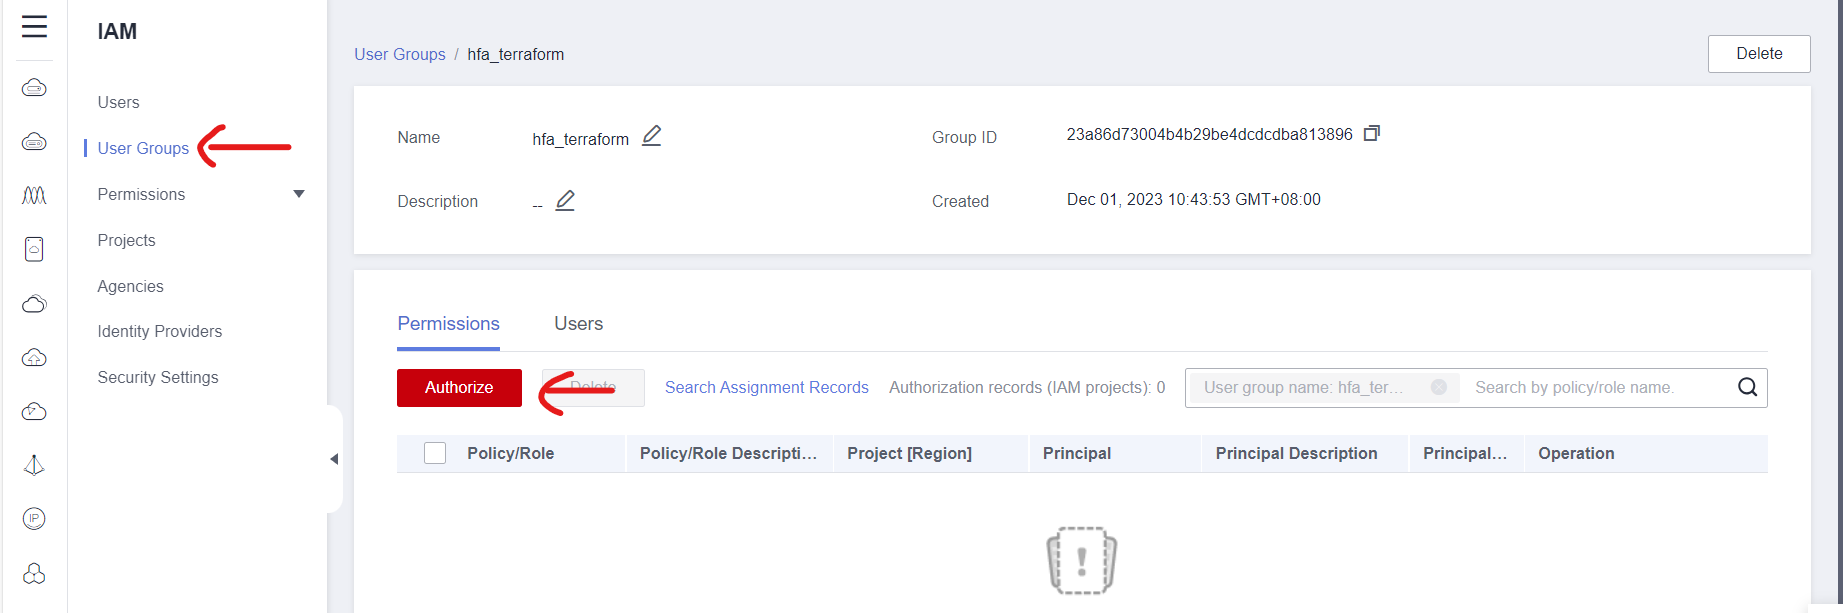 IAM
Users
User Groups
Permissions
Projects
Agencies
Identity Providers
Security Settings
IP
User Groups / hfa_terraform
Delete
Name hfa_terraform
Group ID 23a86d73004b4b29be4dcdcdba813896
Description --
Created Dec 01, 2023 10:43:53 GMT+08:00
Permissions Users
Authorize Delete Search Assignment Records Authorization records (IAM projects): 0 User group name: hfa_ter... Search by policy/role name.
Policy/Role Policy/Role Descripti... Project [Region] Principal Principal Description Principal... Operation